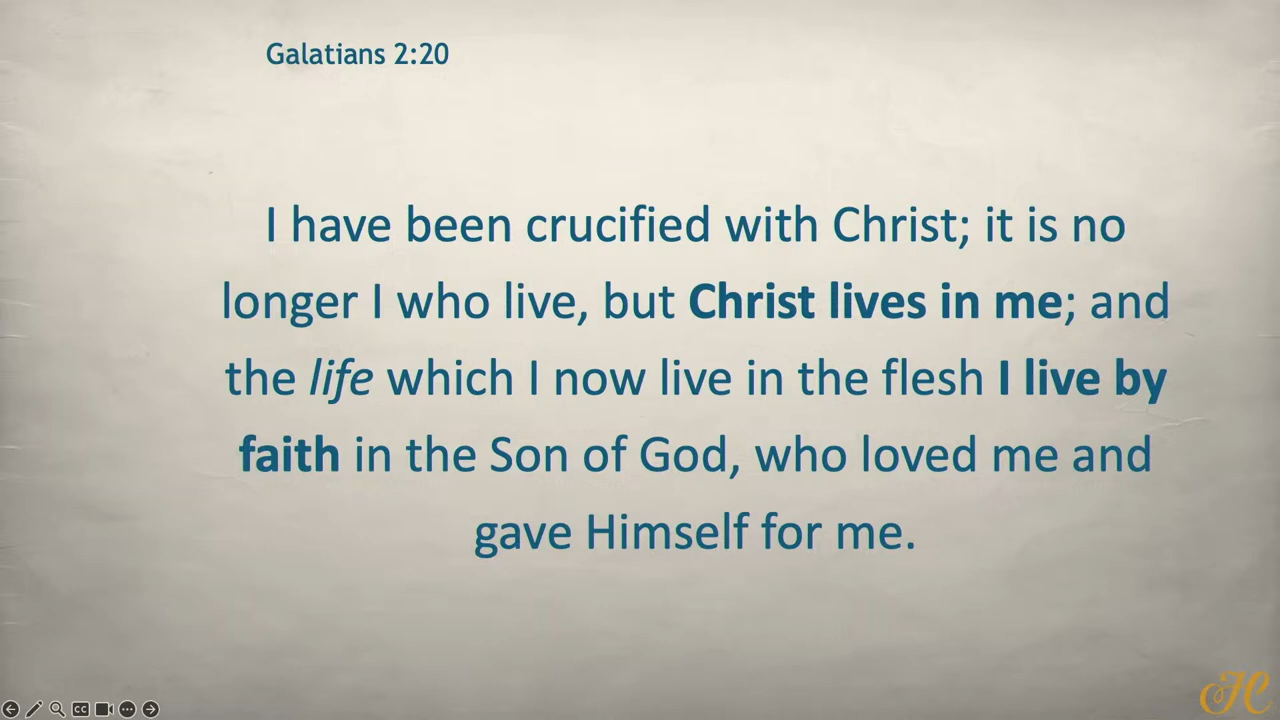 Galatians 2:20
I have been crucified with Christ; it is no
longer I who live, but Christ lives in me; and
the life which I now live in the flesh I live by
faith in the Son of God, who loved me and
gave Himself for me.
CC